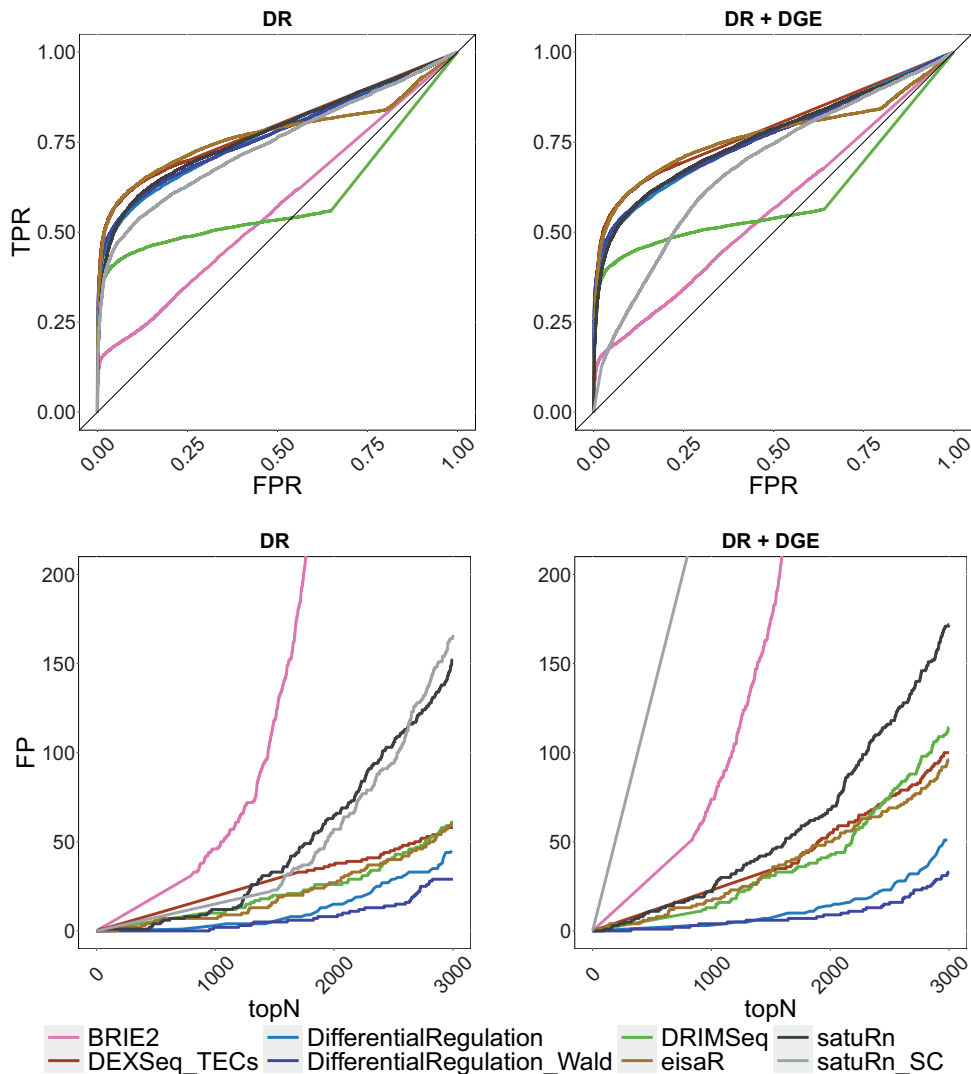 DR
DR + DGE
TPR
1.00
0.75
0.50
0.25
0.00
0.00
0.25
0.50
0.75
1.00
FPR
1.00
0.75
0.50
0.25
0.00
0.00
0.25
0.50
0.75
1.00
FPR
DR
DR + DGE
FP
200
150
100
50
0
0
1000
2000
3000
topN
200
150
100
50
0
0
1000
2000
3000
topN
BRIE2
DifferentialRegulation
DRIMSeq
satuRn
DEXSeq_TECs
DifferentialRegulation_Wald
eisaR
satuRn_SC